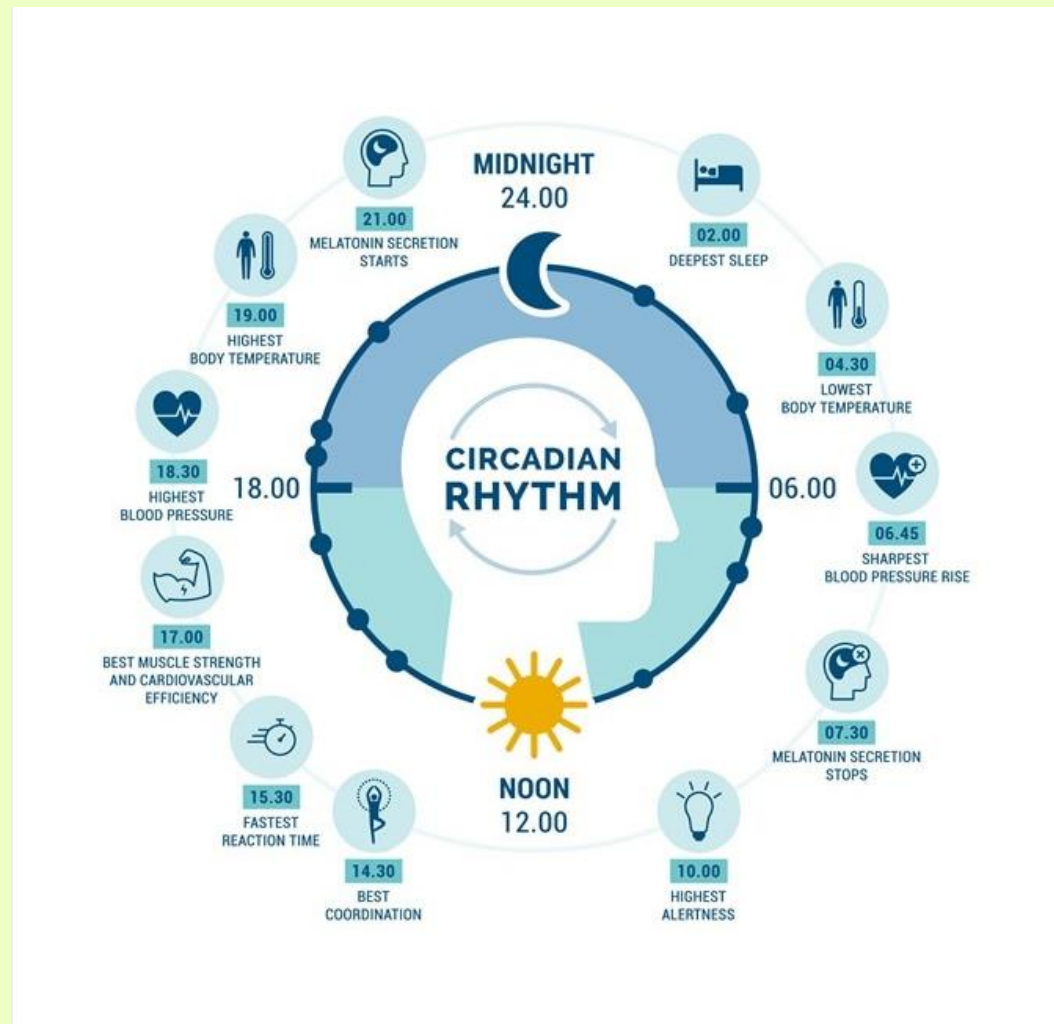 MIDNIGHT
24.00
02.00
DEEPEST SLEEP
04.30
LOWEST
BODY TEMPERATURE
06.00
06.45
SHARPEST
BLOOD PRESSURE RISE
07.30
MELATONIN SECRETION
STOPS
10.00
HIGHEST
ALERTNESS
NOON
12.00
14.30
BEST
COORDINATION
15.30
FASTEST
REACTION TIME
17.00
BEST MUSCLE STRENGTH
AND CARDIOVASCULAR
EFFICIENCY
18.00
18.30
HIGHEST
BLOOD PRESSURE
19.00
HIGHEST
BODY TEMPERATURE
21.00
MELATONIN SECRETION
STARTS
CIRCADIAN
RHYTHM